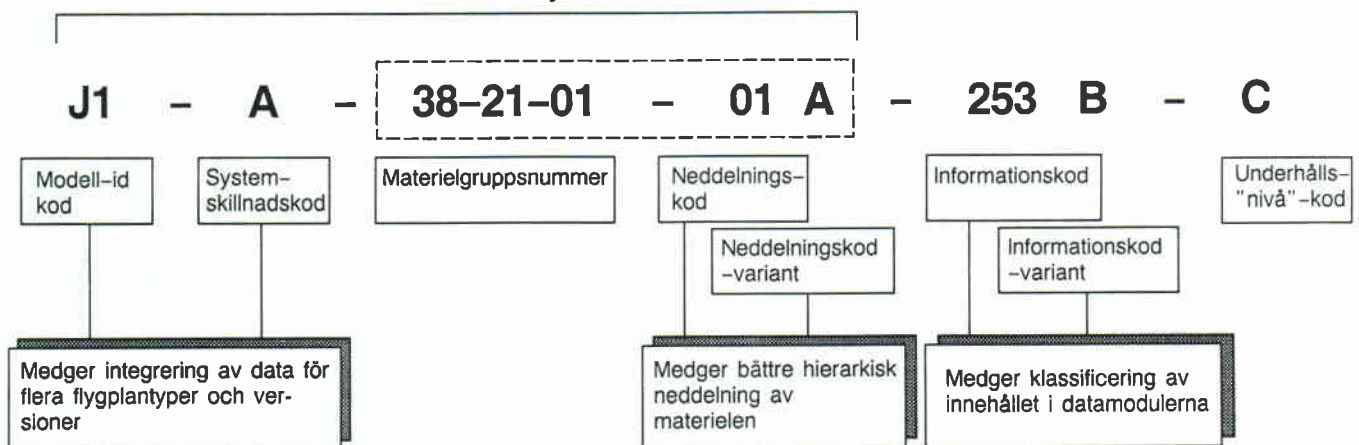 J1 – A – 38–21–01 – 01 A – 253 B – C
Modell–id
kod
System–
skillnadskod
Materielgruppsnummer
Neddelnings–
kod
Neddelningskod
–variant
Informationskod
Informationskod
–variant
Underhålls–
"nivå"–kod
Medger integrering av data för
flera flygplantyper och ver–
sioner
Medger bättre hierarkisk
neddelning av
materielen
Medger klassificering av
innehållet i datamodulerna